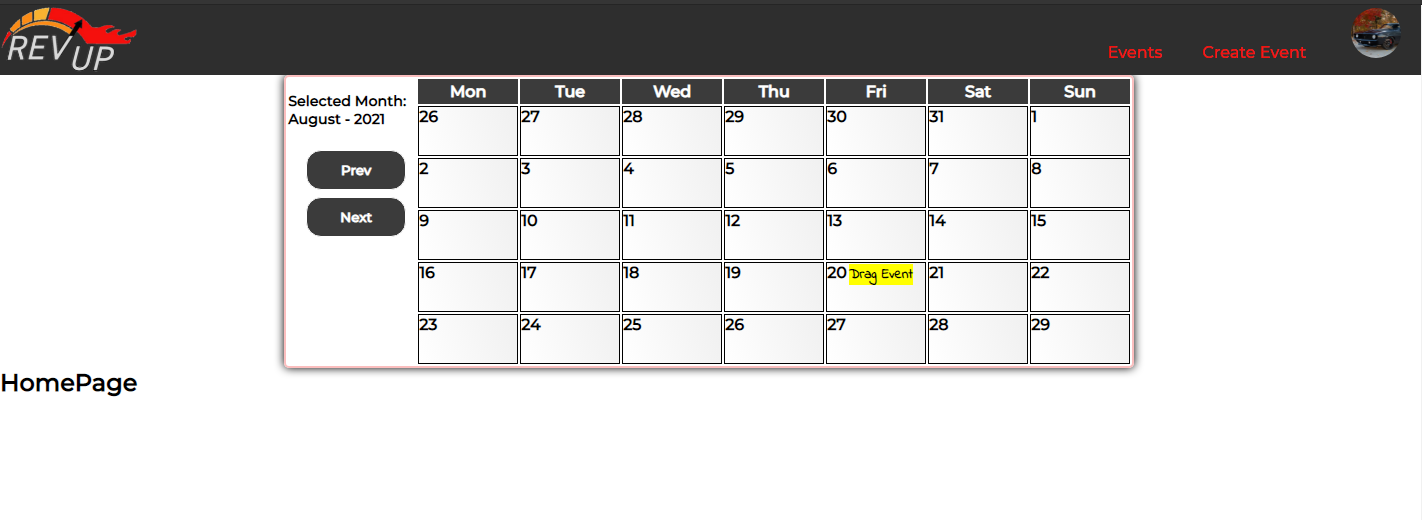 REV UP
Events Create Event
Selected Month:
August - 2021
Prev
Next
Mon Tue Wed Thu Fri Sat Sun
26 27 28 29 30 31 1
2 3 4 5 6 7 8
9 10 11 12 13 14 15
16 17 18 19 20 Drag Event 21 22
23 24 25 26 27 28 29
HomePage